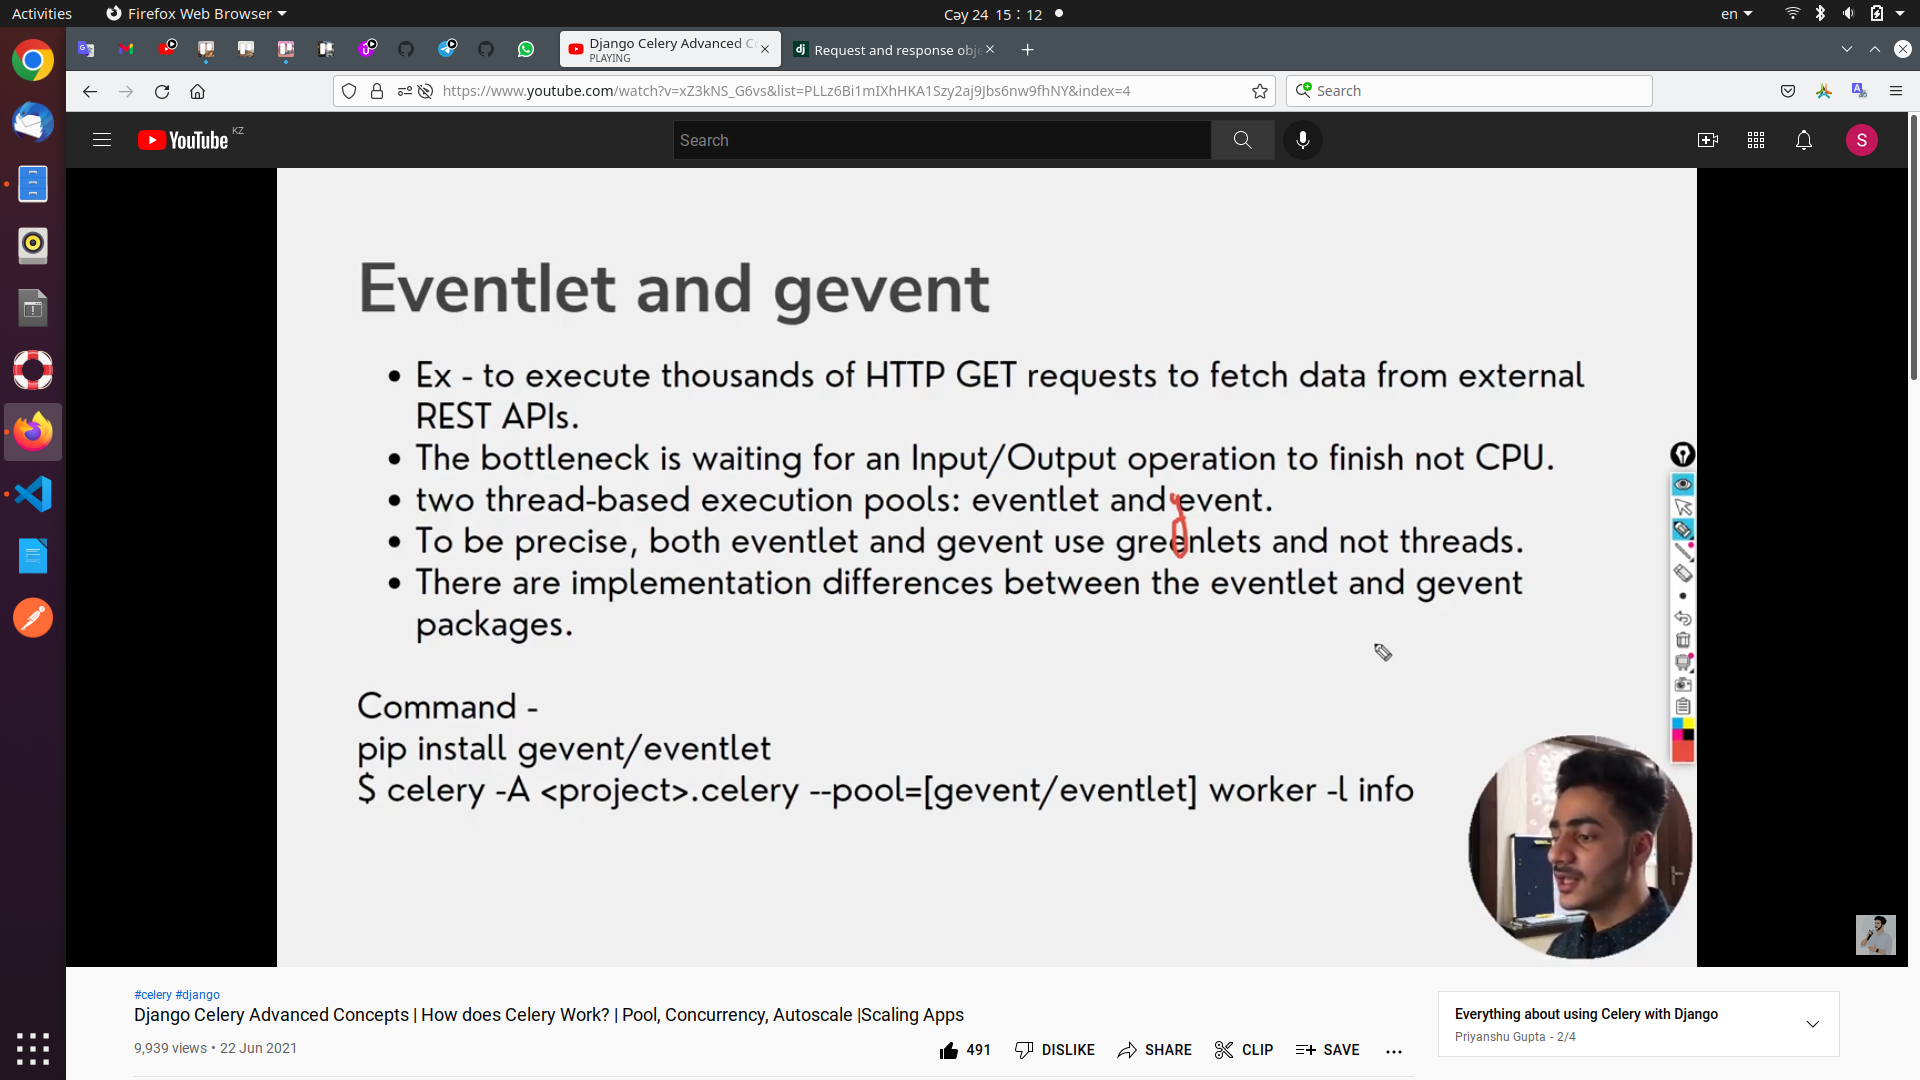 Activities
Firefox Web Browser
Cay 24 15 : 12
en
Django Celery Advanced C
PLAYING
Request and response obj
https://www.youtube.com/watch?v=xZ3kNS_G6vs&list=PLLz6Bi1mIXhHKA1Szy2aj9Jbs6nw9fhNY&index=4
Search
YouTube KZ
Search
S
Eventlet and gevent
• Ex - to execute thousands of HTTP GET requests to fetch data from external
REST APIs.
• The bottleneck is waiting for an Input/Output operation to finish not CPU.
• two thread-based execution pools: eventlet and gevent.
• To be precise, both eventlet and gevent use greenlets and not threads.
• There are implementation differences between the eventlet and gevent
packages.
Command -
pip install gevent/eventlet
$ celery -A <project>.celery --pool=[gevent/eventlet] worker -l info
#celery #django
Django Celery Advanced Concepts | How does Celery Work? | Pool, Concurrency, Autoscale |Scaling Apps
9,939 views • 22 Jun 2021
491
DISLIKE
SHARE
CLIP
SAVE
Everything about using Celery with Django
Priyanshu Gupta - 2/4